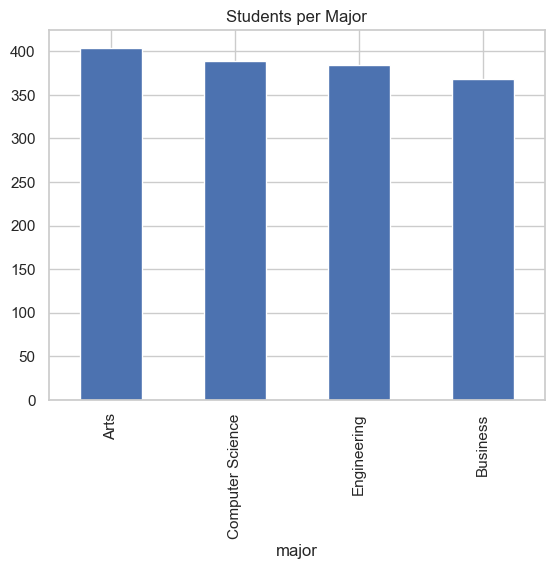 Students per Major
400
350
300
250
200
150
100
50
0
Arts
Computer Science
Engineering
Business
major